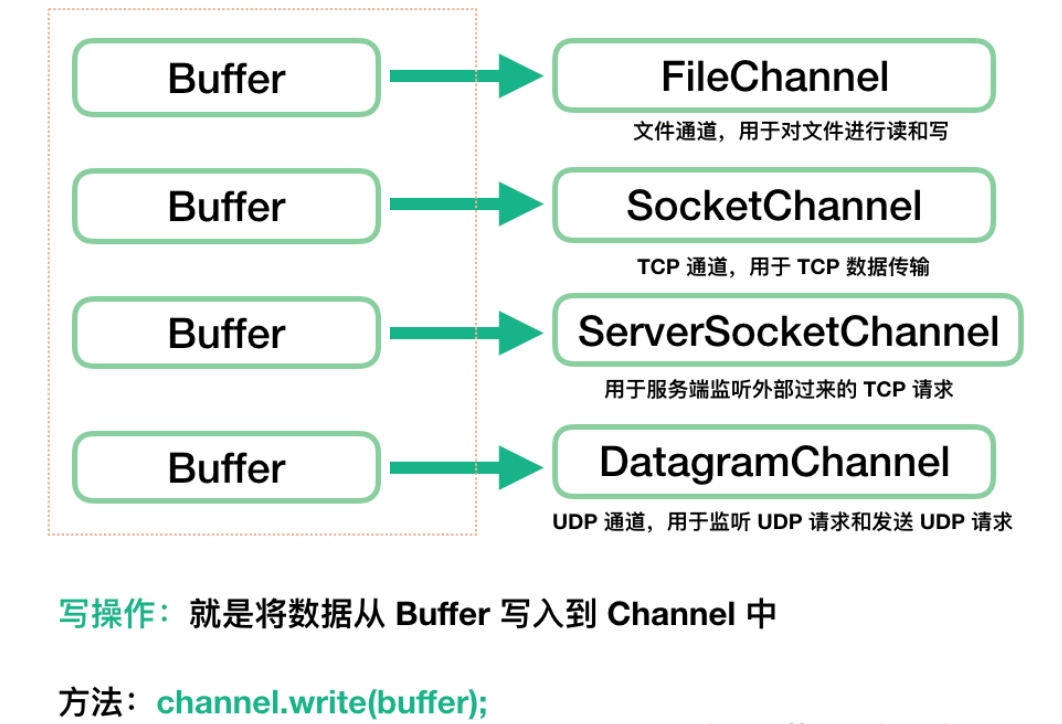 Buffer
FileChannel
文件通道，用于对文件进行读和写
Buffer
SocketChannel
TCP 通道，用于 TCP 数据传输
Buffer
ServerSocketChannel
用于服务端监听外部过来的 TCP 请求
Buffer
DatagramChannel
UDP 通道，用于监听 UDP 请求和发送 UDP 请求
写操作：就是将数据从 Buffer 写入到 Channel 中
方法：channel.write(buffer);